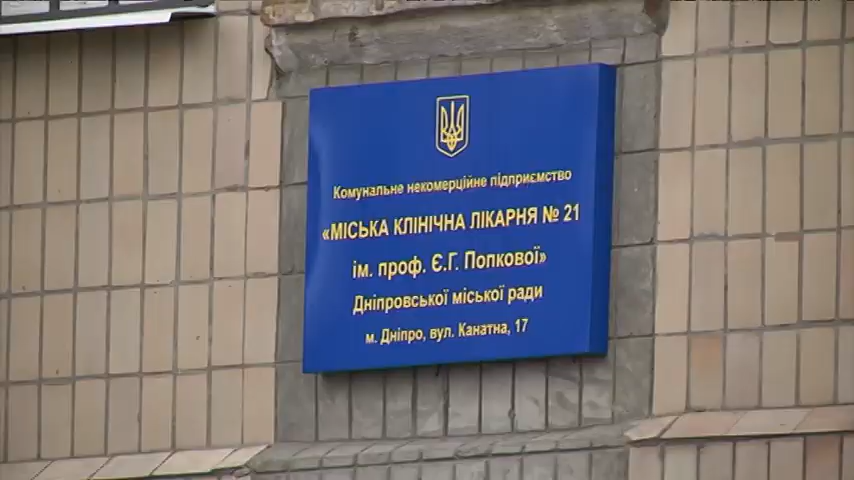 Комунальне некомерційне підприємство
«МІСЬКА КЛІНІЧНА ЛІКАРНЯ № 21
ім. проф. Є.Г. Попкової»
Дніпровської міської ради
м. Дніпро, вул. Канатна, 17